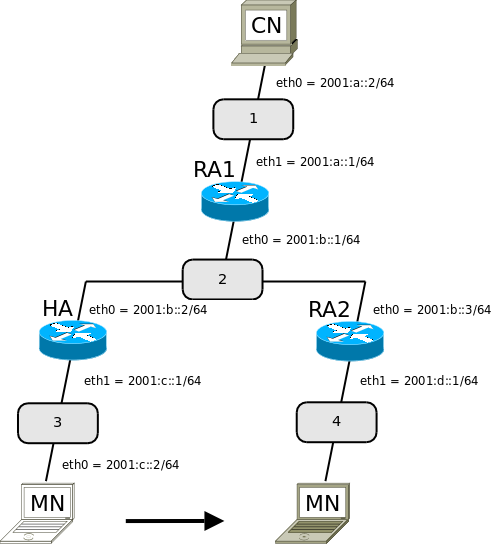 CN
eth0 = 2001:a::2/64
1
eth1 = 2001:a::1/64
RA1
eth0 = 2001:b::1/64
2
HA
eth0 = 2001:b::2/64
RA2
eth0 = 2001:b::3/64
eth1 = 2001:c::1/64
eth1 = 2001:d::1/64
3
4
eth0 = 2001:c::2/64
MN
MN